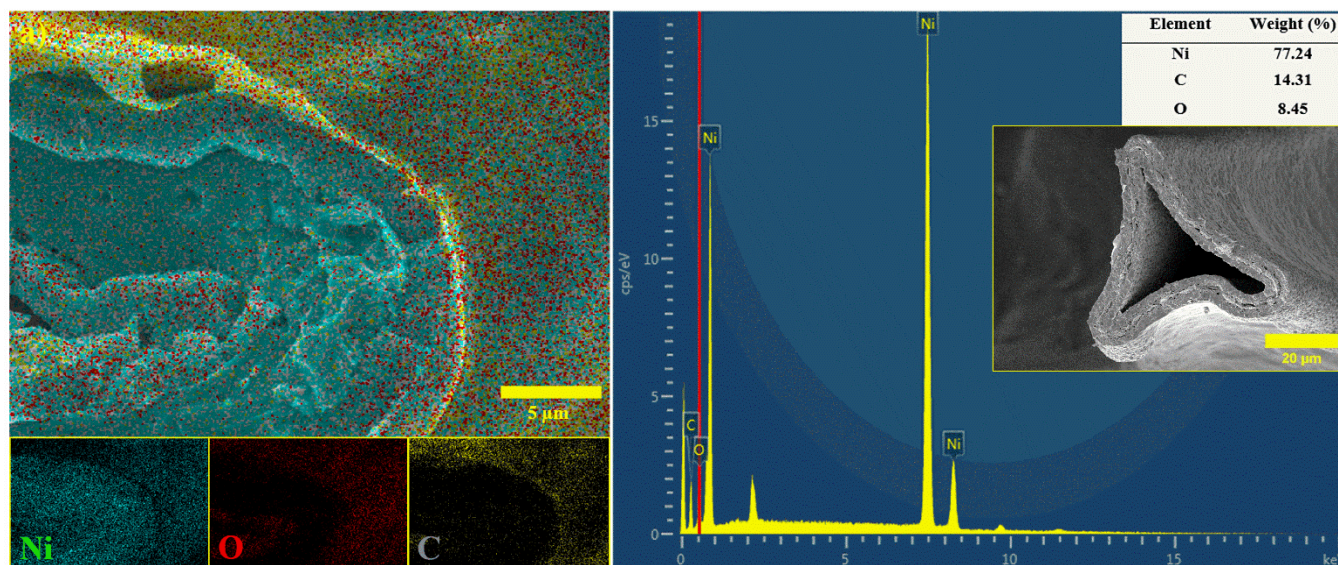 a)
5 µm
Ni
O
C
Element Weight (%)
Ni 77.24
C 14.31
O 8.45
Ni
Ni
C
O
Ni
20 µm
15
10
5
0
cps/eV
0 5 10 15 ke